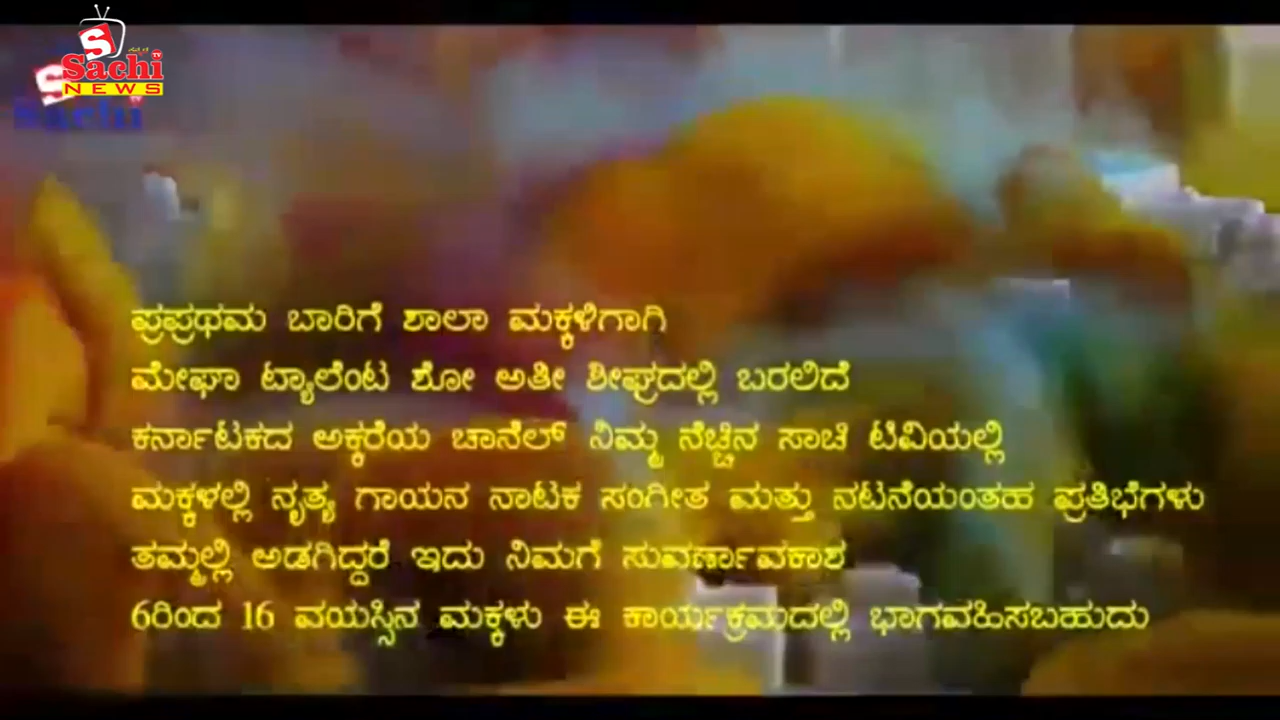 Sachi TV
NEWS
Sachi
ಪ್ರಪ್ರಥಮ ಬಾರಿಗೆ ಶಾಲಾ ಮಕ್ಕಳಿಗಾಗಿ
ಮೇಘಾ ಟ್ಯಾಲೆಂಟ ಶೋ ಅತೀ ಶೀಘ್ರದಲ್ಲಿ ಬರಲಿದೆ
ಕರ್ನಾಟಕದ ಅಕ್ಕರೆಯ ಚಾನೆಲ್ ನಿಮ್ಮ ನೆಚ್ಚಿನ ಸಾಚಿ ಟಿವಿಯಲ್ಲಿ
ಮಕ್ಕಳಲ್ಲಿ ನೃತ್ಯ ಗಾಯನ ನಾಟಕ ಸಂಗೀತ ಮತ್ತು ನಟನೆಯಂತಹ ಪ್ರತಿಭೆಗಳು
ತಮ್ಮಲ್ಲಿ ಅಡಗಿದ್ದರೆ ಇದು ನಿಮಗೆ ಸುವರ್ಣಾವಕಾಶ
6ರಿಂದ 16 ವಯಸ್ಸಿನ ಮಕ್ಕಳು ಈ ಕಾರ್ಯಕ್ರಮದಲ್ಲಿ ಭಾಗವಹಿಸಬಹುದು